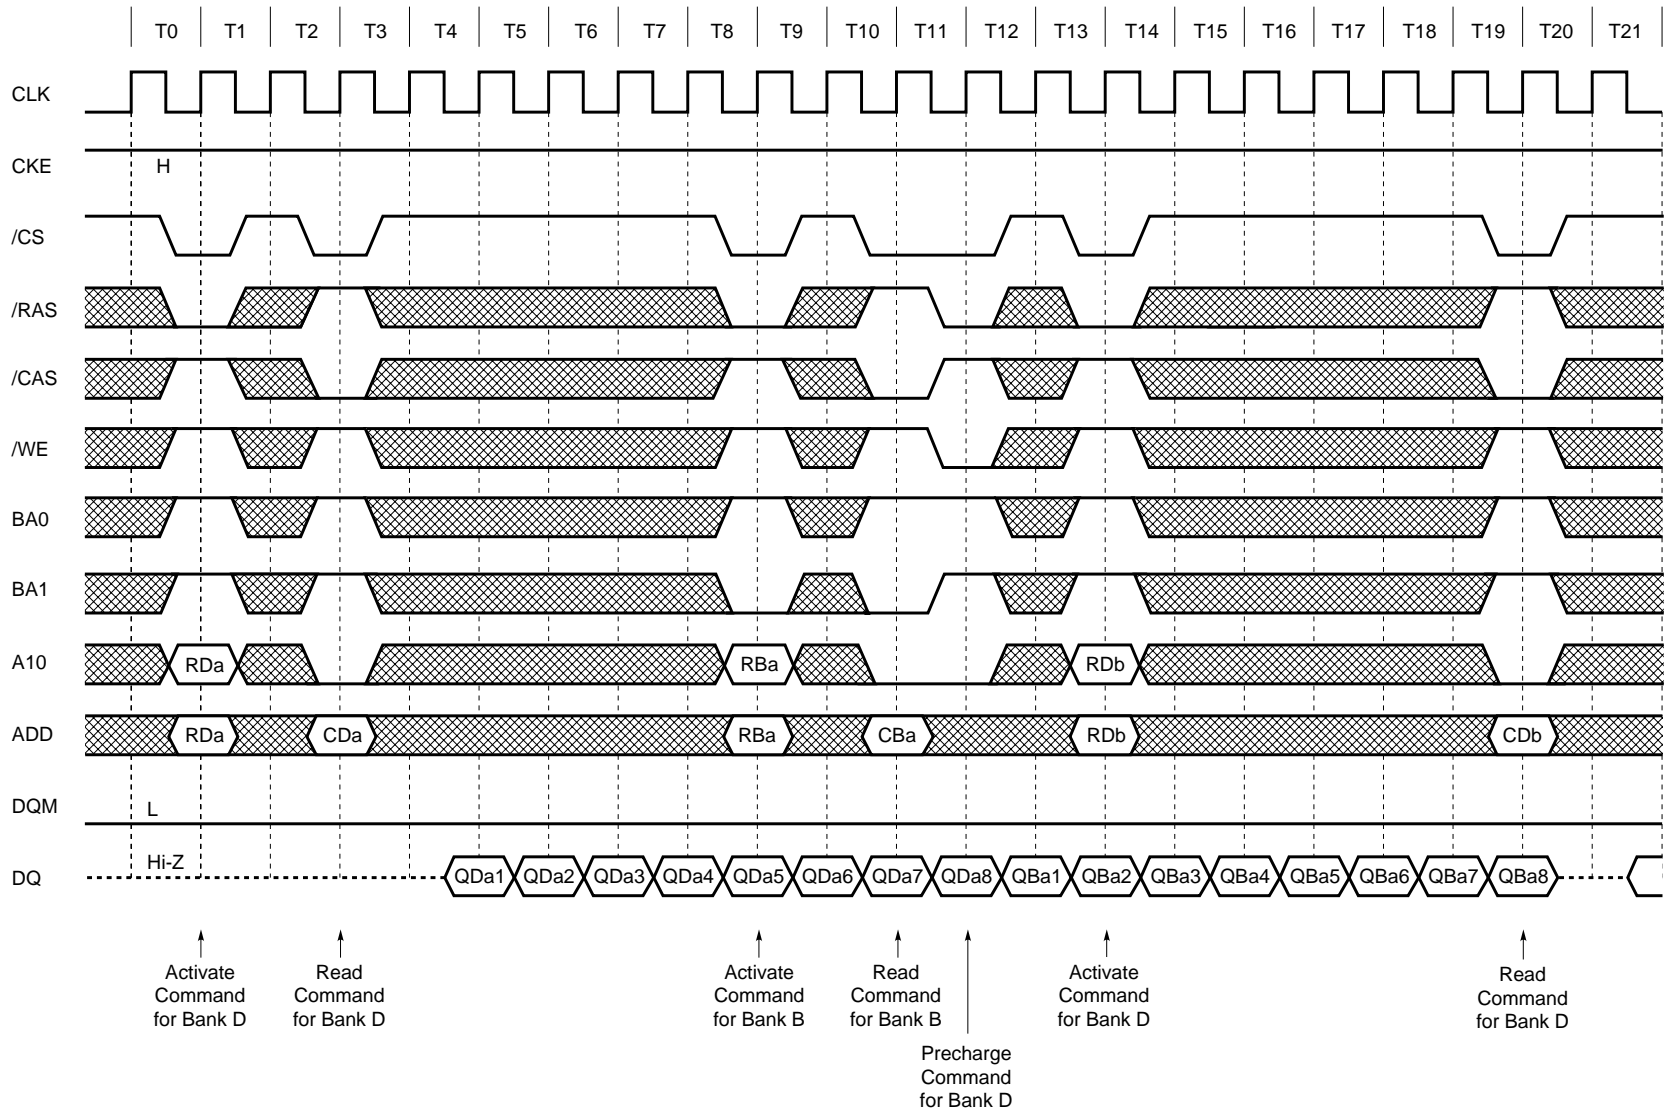 T0 T1 T2 T3 T4 T5 T6 T7 T8 T9 T10 T11 T12 T13 T14 T15 T16 T17 T18 T19 T20 T21
CLK
CKE H
/CS
/RAS
/CAS
/WE
BA0
BA1
A10 RDa RBa RDb
ADD RDa CDa RBa CBa RDb CDb
DQM L
DQ Hi-Z QDa1 QDa2 QDa3 QDa4 QDa5 QDa6 QDa7 QDa8 QBa1 QBa2 QBa3 QBa4 QBa5 QBa6 QBa7 QBa8
Activate
Command
for Bank D
Read
Command
for Bank D
Activate
Command
for Bank B
Read
Command
for Bank B
Precharge
Command
for Bank D
Activate
Command
for Bank D
Read
Command
for Bank D